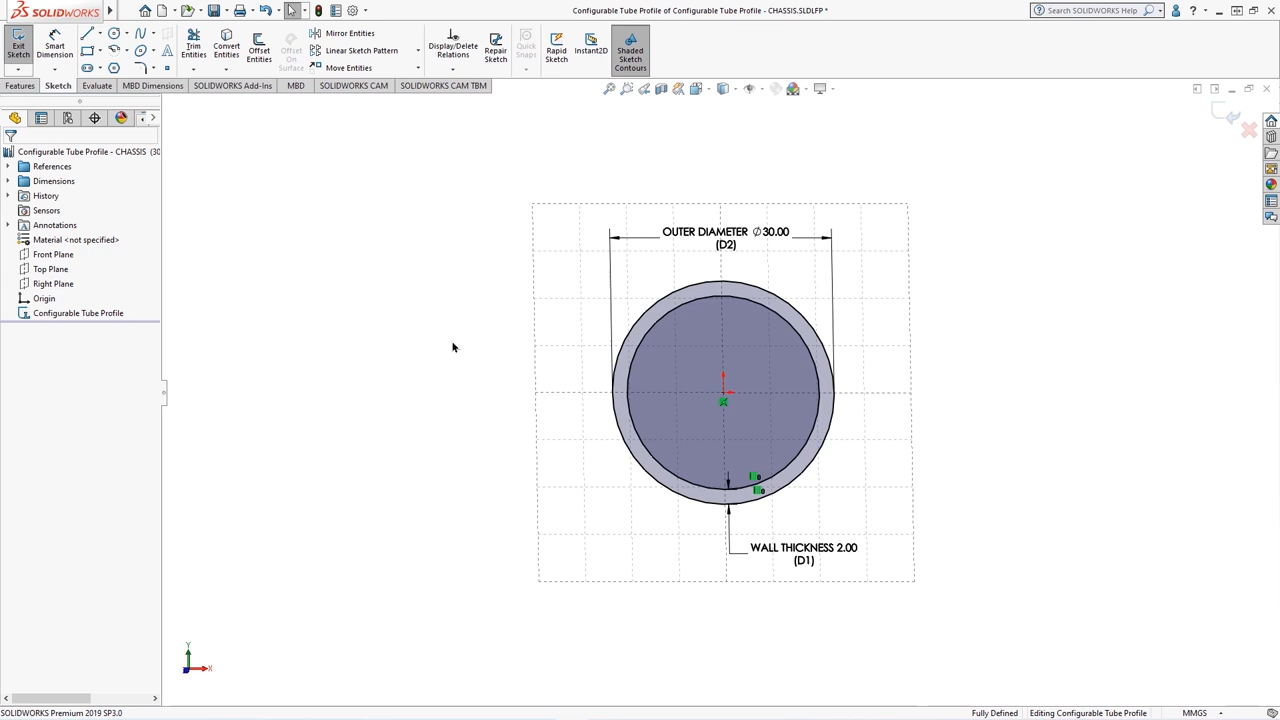 SOLIDWORKS
Configurable Tube Profile of Configurable Tube Profile - CHASSIS.SLDLFP *
Search SOLIDWORKS Help
Exit Sketch
Smart Dimension
Trim Entities
Convert Entities
Offset Entities
Offset On Surface
Mirror Entities
Linear Sketch Pattern
Move Entities
Display/Delete Relations
Repair Sketch
Quick Snaps
Rapid Sketch
Instant2D
Shaded Sketch Contours
Features
Sketch
Evaluate
MBD Dimensions
SOLIDWORKS Add-Ins
MBD
SOLIDWORKS CAM
SOLIDWORKS CAM TBM
Configurable Tube Profile - CHASSIS (30
References
Dimensions
History
Sensors
Annotations
Material <not specified>
Front Plane
Top Plane
Right Plane
Origin
Configurable Tube Profile
OUTER DIAMETER ∅30.00
(D2)
WALL THICKNESS 2.00
(D1)
Y
X
SOLIDWORKS Premium 2019 SP3.0
Fully Defined
Editing Configurable Tube Profile
MMGS